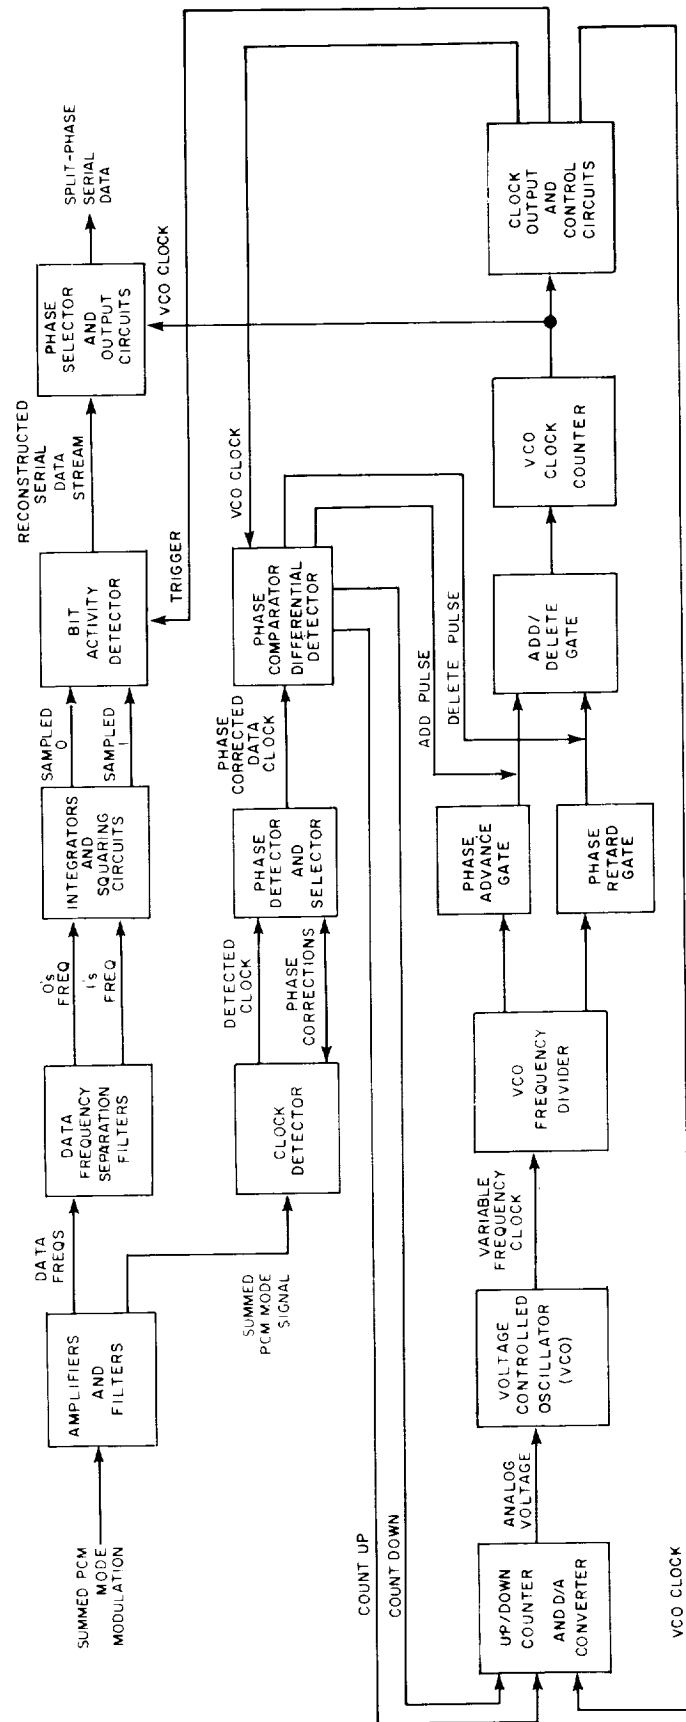 SUMMED PCM
MODE
MODULATION
AMPLIFIERS
AND
FILTERS
DATA
FREQS
DATA
FREQUENCY
SEPARATION
FILTERS
0's
FREQ
1's
FREQ
INTEGRATORS
AND
SQUARING
CIRCUITS
SAMPLED
0
SAMPLED
1
BIT
ACTIVITY
DETECTOR
TRIGGER
RECONSTRUCTED
SERIAL
DATA
STREAM
PHASE
SELECTOR
AND
OUTPUT
CIRCUITS
VCO CLOCK
SPLIT-PHASE
SERIAL
DATA
SUMMED
PCM MODE
SIGNAL
CLOCK
DETECTOR
DETECTED
CLOCK
PHASE
CORRECTIONS
PHASE
DETECTOR
AND
SELECTOR
PHASE
CORRECTED
DATA
CLOCK
PHASE
COMPARATOR
DIFFERENTIAL
DETECTOR
VCO CLOCK
COUNT UP
COUNT DOWN
ADD PULSE
DELETE PULSE
UP/DOWN
COUNTER
AND D/A
CONVERTER
ANALOG
VOLTAGE
VOLTAGE
CONTROLLED
OSCILLATOR
(VCO)
VARIABLE
FREQUENCY
CLOCK
VCO
FREQUENCY
DIVIDER
PHASE
ADVANCE
GATE
PHASE
RETARD
GATE
ADD/
DELETE
GATE
VCO
CLOCK
COUNTER
CLOCK
OUTPUT
AND
CONTROL
CIRCUITS
VCO CLOCK